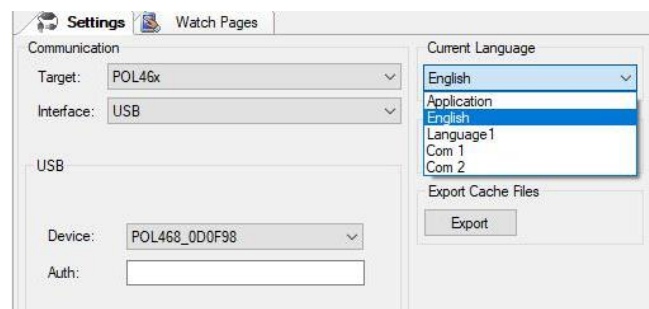 Settings
Watch Pages
Communication
Target: POL46x
Interface: USB
USB
Device: POL468_0D0F98
Auth:
Current Language
English
Application
English
Language1
Com 1
Com 2
Export Cache Files
Export